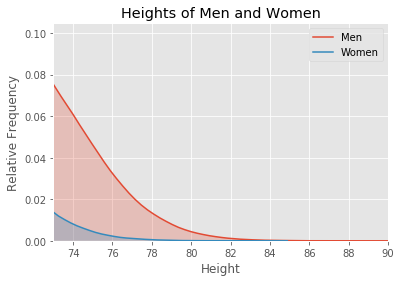 Heights of Men and Women
Men
Women
Relative Frequency
0.10
0.08
0.06
0.04
0.02
0.00
74 76 78 80 82 84 86 88 90
Height